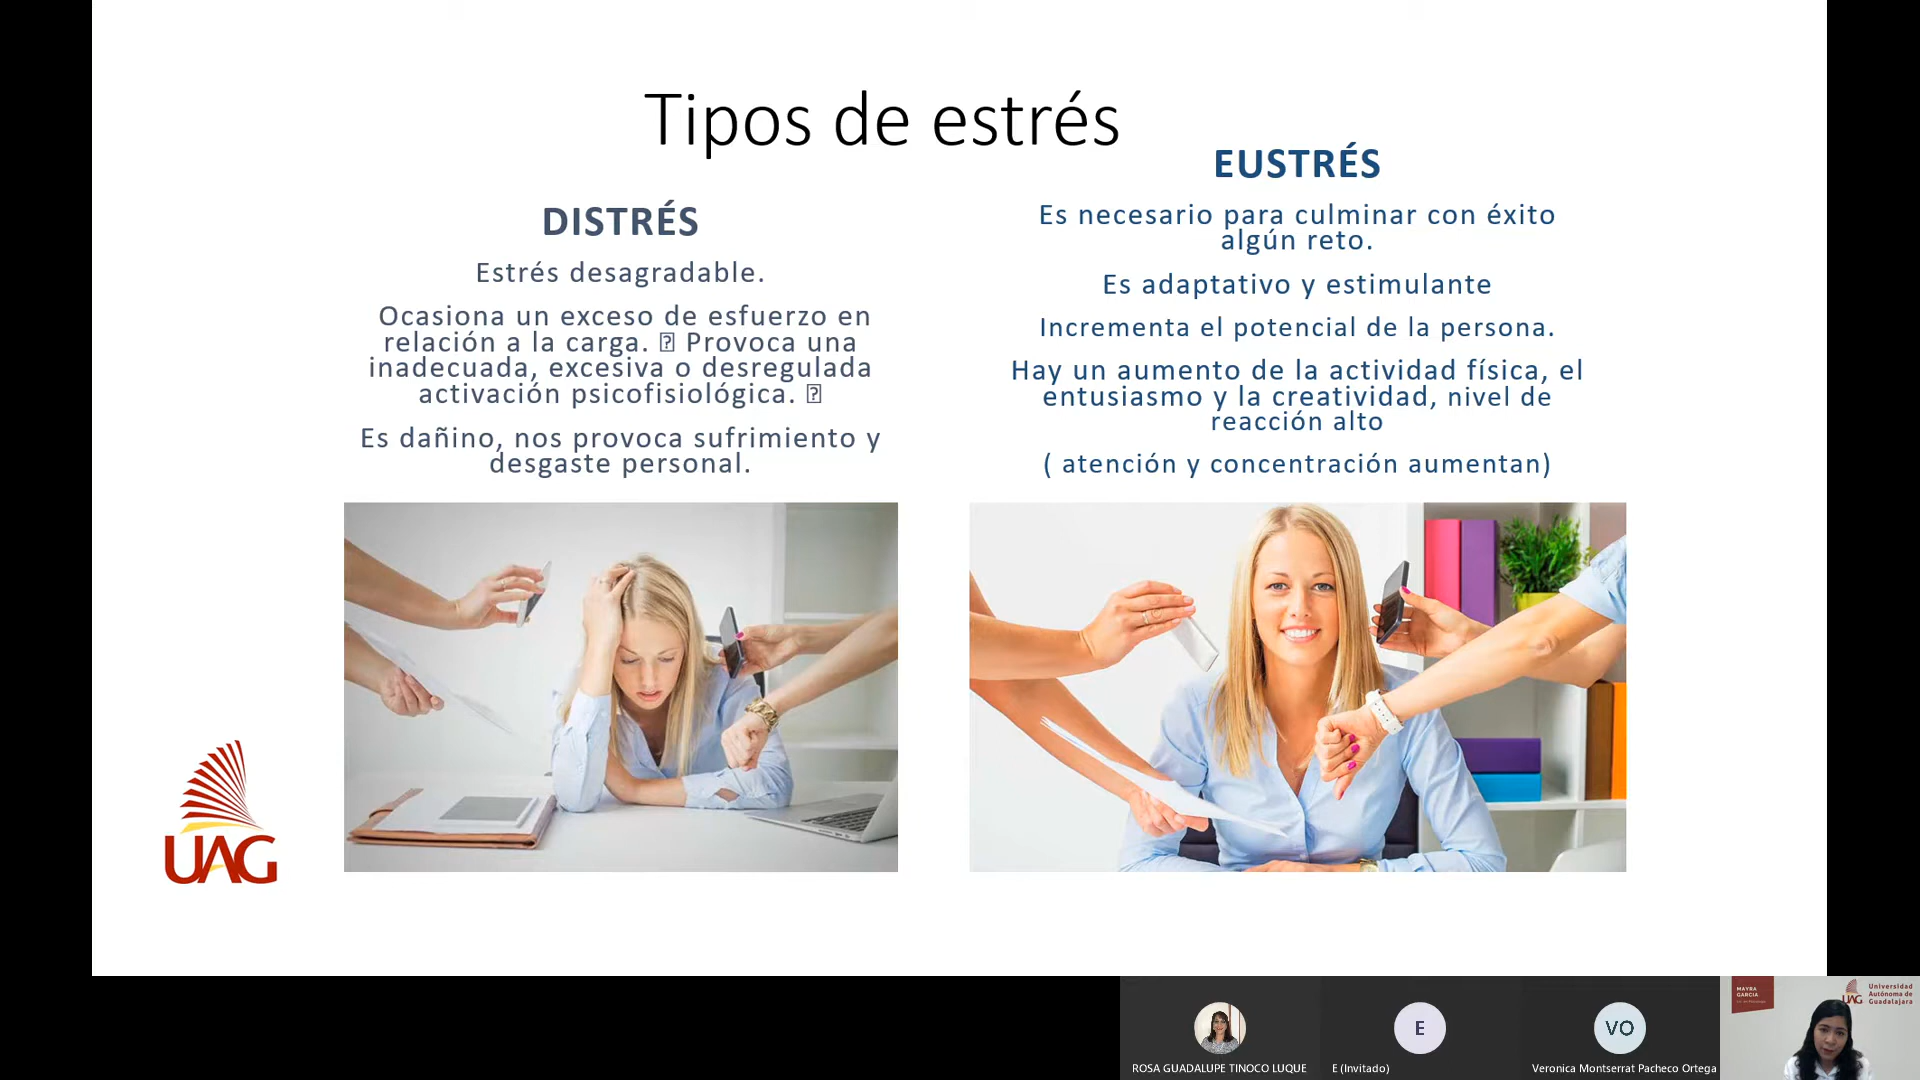 Tipos de estrés
DISTRÉS
Estrés desagradable.
Ocasiona un exceso de esfuerzo en
relación a la carga. Provoca una
inadecuada, excesiva o desregulada
activación psicofisiológica.
Es dañino, nos provoca sufrimiento y
desgaste personal.
EUSTRÉS
Es necesario para culminar con éxito
algún reto.
Es adaptativo y estimulante
Incrementa el potencial de la persona.
Hay un aumento de la actividad física, el
entusiasmo y la creatividad, nivel de
reacción alto
( atención y concentración aumentan)
UAG
ROSA GUADALUPE TINOCO LUQUE
E
E (Invitado)
VO
Veronica Montserrat Pacheco Ortega
MAYRA
GARCIA
UAG
Universidad
Autónoma de
Guadalajara